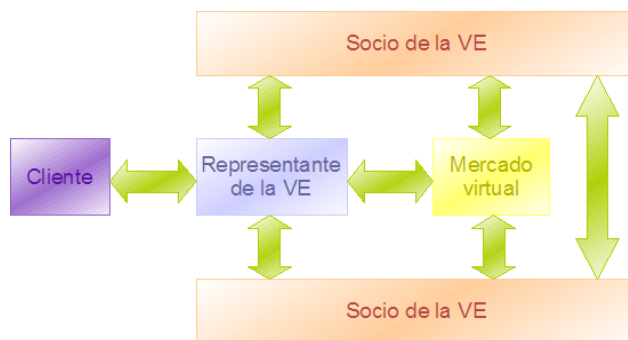 Socio de la VE
Cliente
Representante
de la VE
Mercado
virtual
Socio de la VE